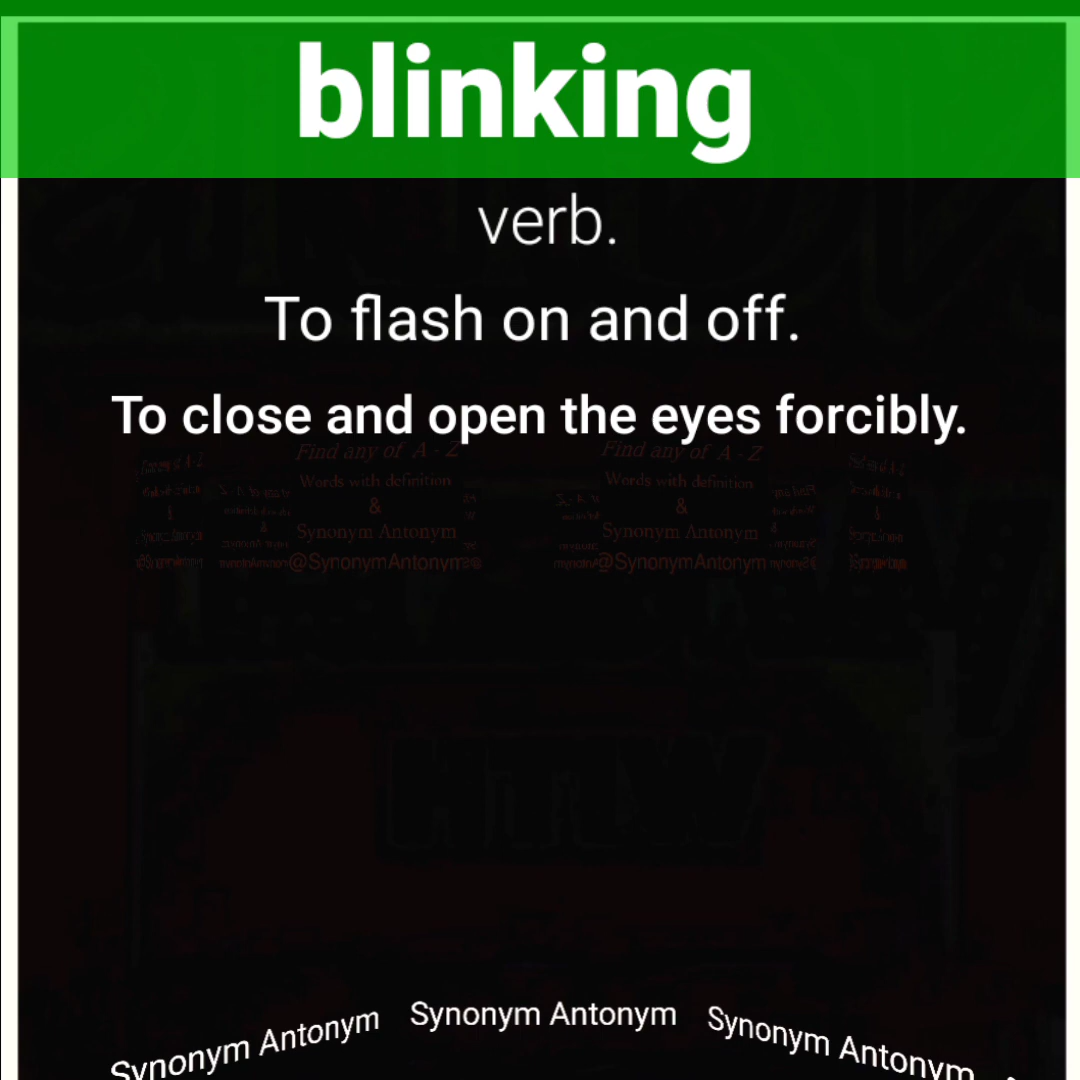 blinking
verb.
To flash on and off.
To close and open the eyes forcibly.
Find any of A - Z
Words with definition
&
Synonym Antonym
@SynonymAntonym
Find any of A - Z
Words with definition
&
Synonym Antonym
@SynonymAntonym
Synonym Antonym
Synonym Antonym
Synonym Antonym